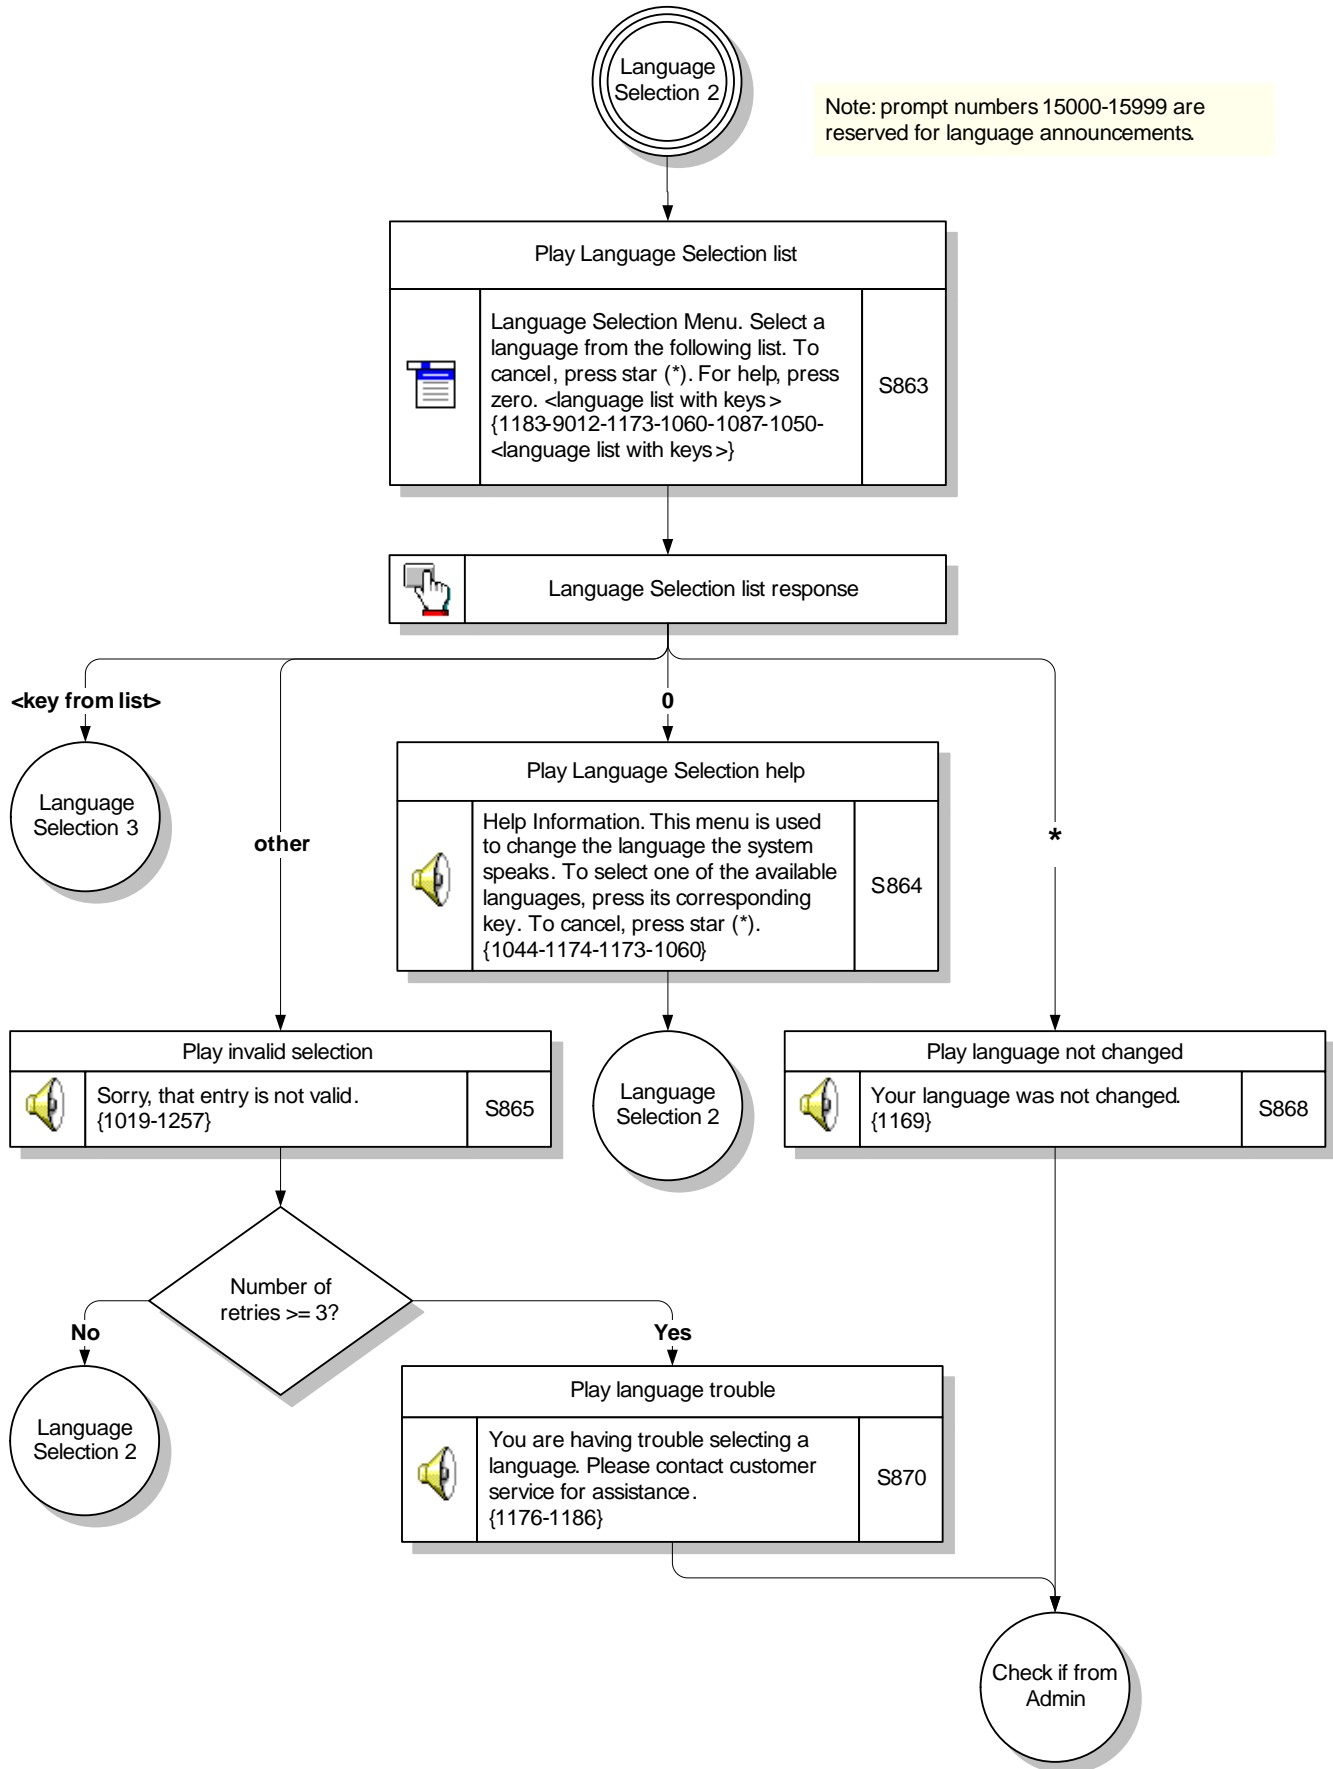 Language
Selection 2
Note: prompt numbers 15000-15999 are
reserved for language announcements.
Play Language Selection list
Language Selection Menu. Select a
language from the following list. To
cancel, press star (*). For help, press
zero. <language list with keys>
{1183-9012-1173-1060-1087-1050-
<language list with keys>}
S863
Language Selection list response
<key from list>
0
Language
Selection 3
other
*
Play Language Selection help
Help Information. This menu is used
to change the language the system
speaks. To select one of the available
languages, press its corresponding
key. To cancel, press star (*).
{1044-1174-1173-1060}
S864
Play invalid selection
Sorry, that entry is not valid.
{1019-1257}
S865
Language
Selection 2
Play language not changed
Your language was not changed.
{1169}
S868
Number of
retries >= 3?
No
Yes
Language
Selection 2
Play language trouble
You are having trouble selecting a
language. Please contact customer
service for assistance.
{1176-1186}
S870
Check if from
Admin